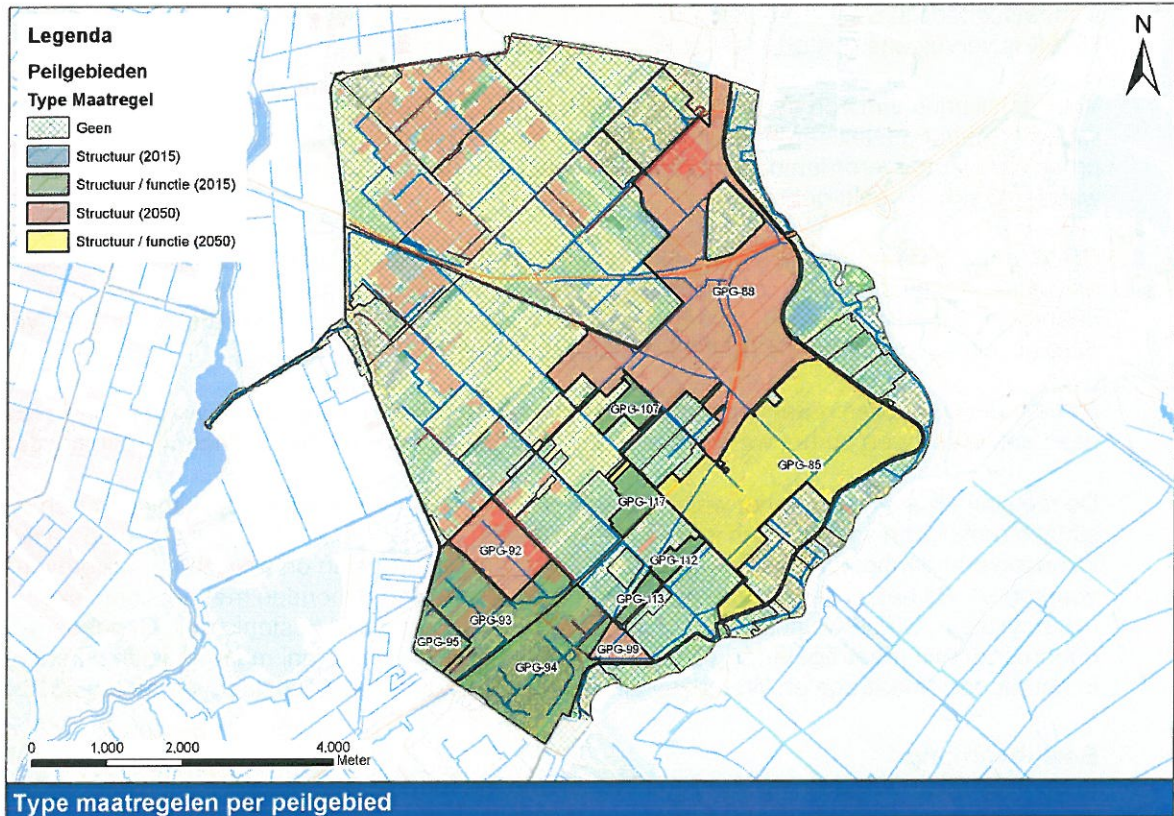 Legenda
Peilgebieden
Type Maatregel
Geen
Structuur (2015)
Structuur / functie (2015)
Structuur (2050)
Structuur / functie (2050)
N
GPG-88
GPG-107
GPG-85
GPG-117
GPG-92
GPG-112
GPG-113
GPG-93
GPG-95
GPG-99
GPG-94
0 1,000 2,000 4,000
Meter
Type maatregelen per peilgebied